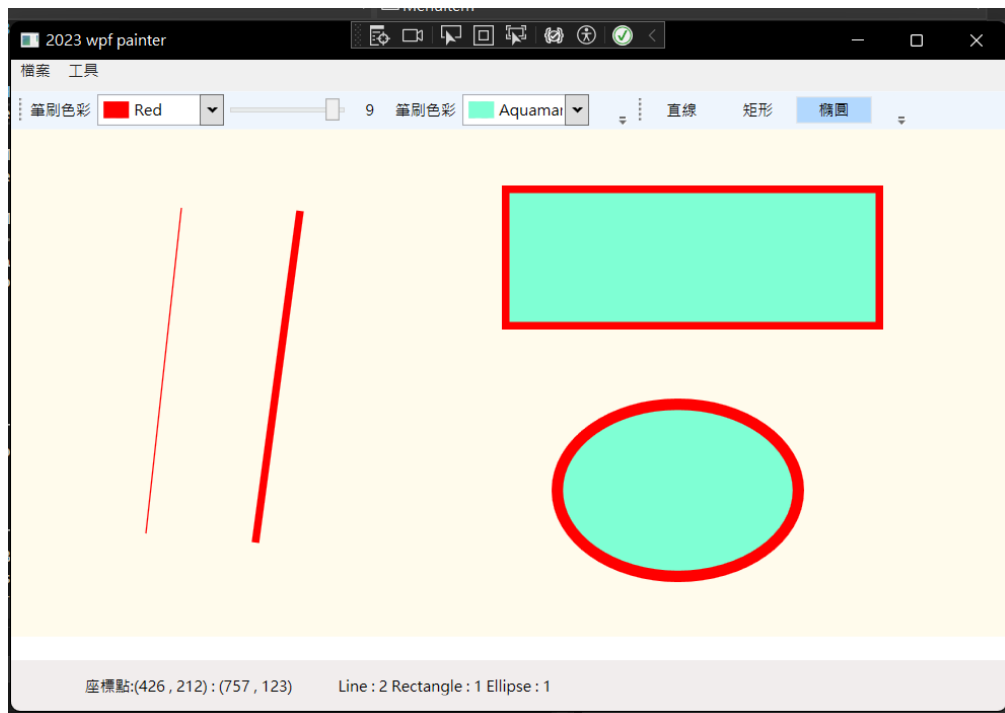 MenuItem
2023 wpf painter
檔案 工具
筆刷色彩 Red 9 筆刷色彩 Aquamar 直線 矩形 橢圓
座標點:(426 , 212) : (757 , 123) Line : 2 Rectangle : 1 Ellipse : 1